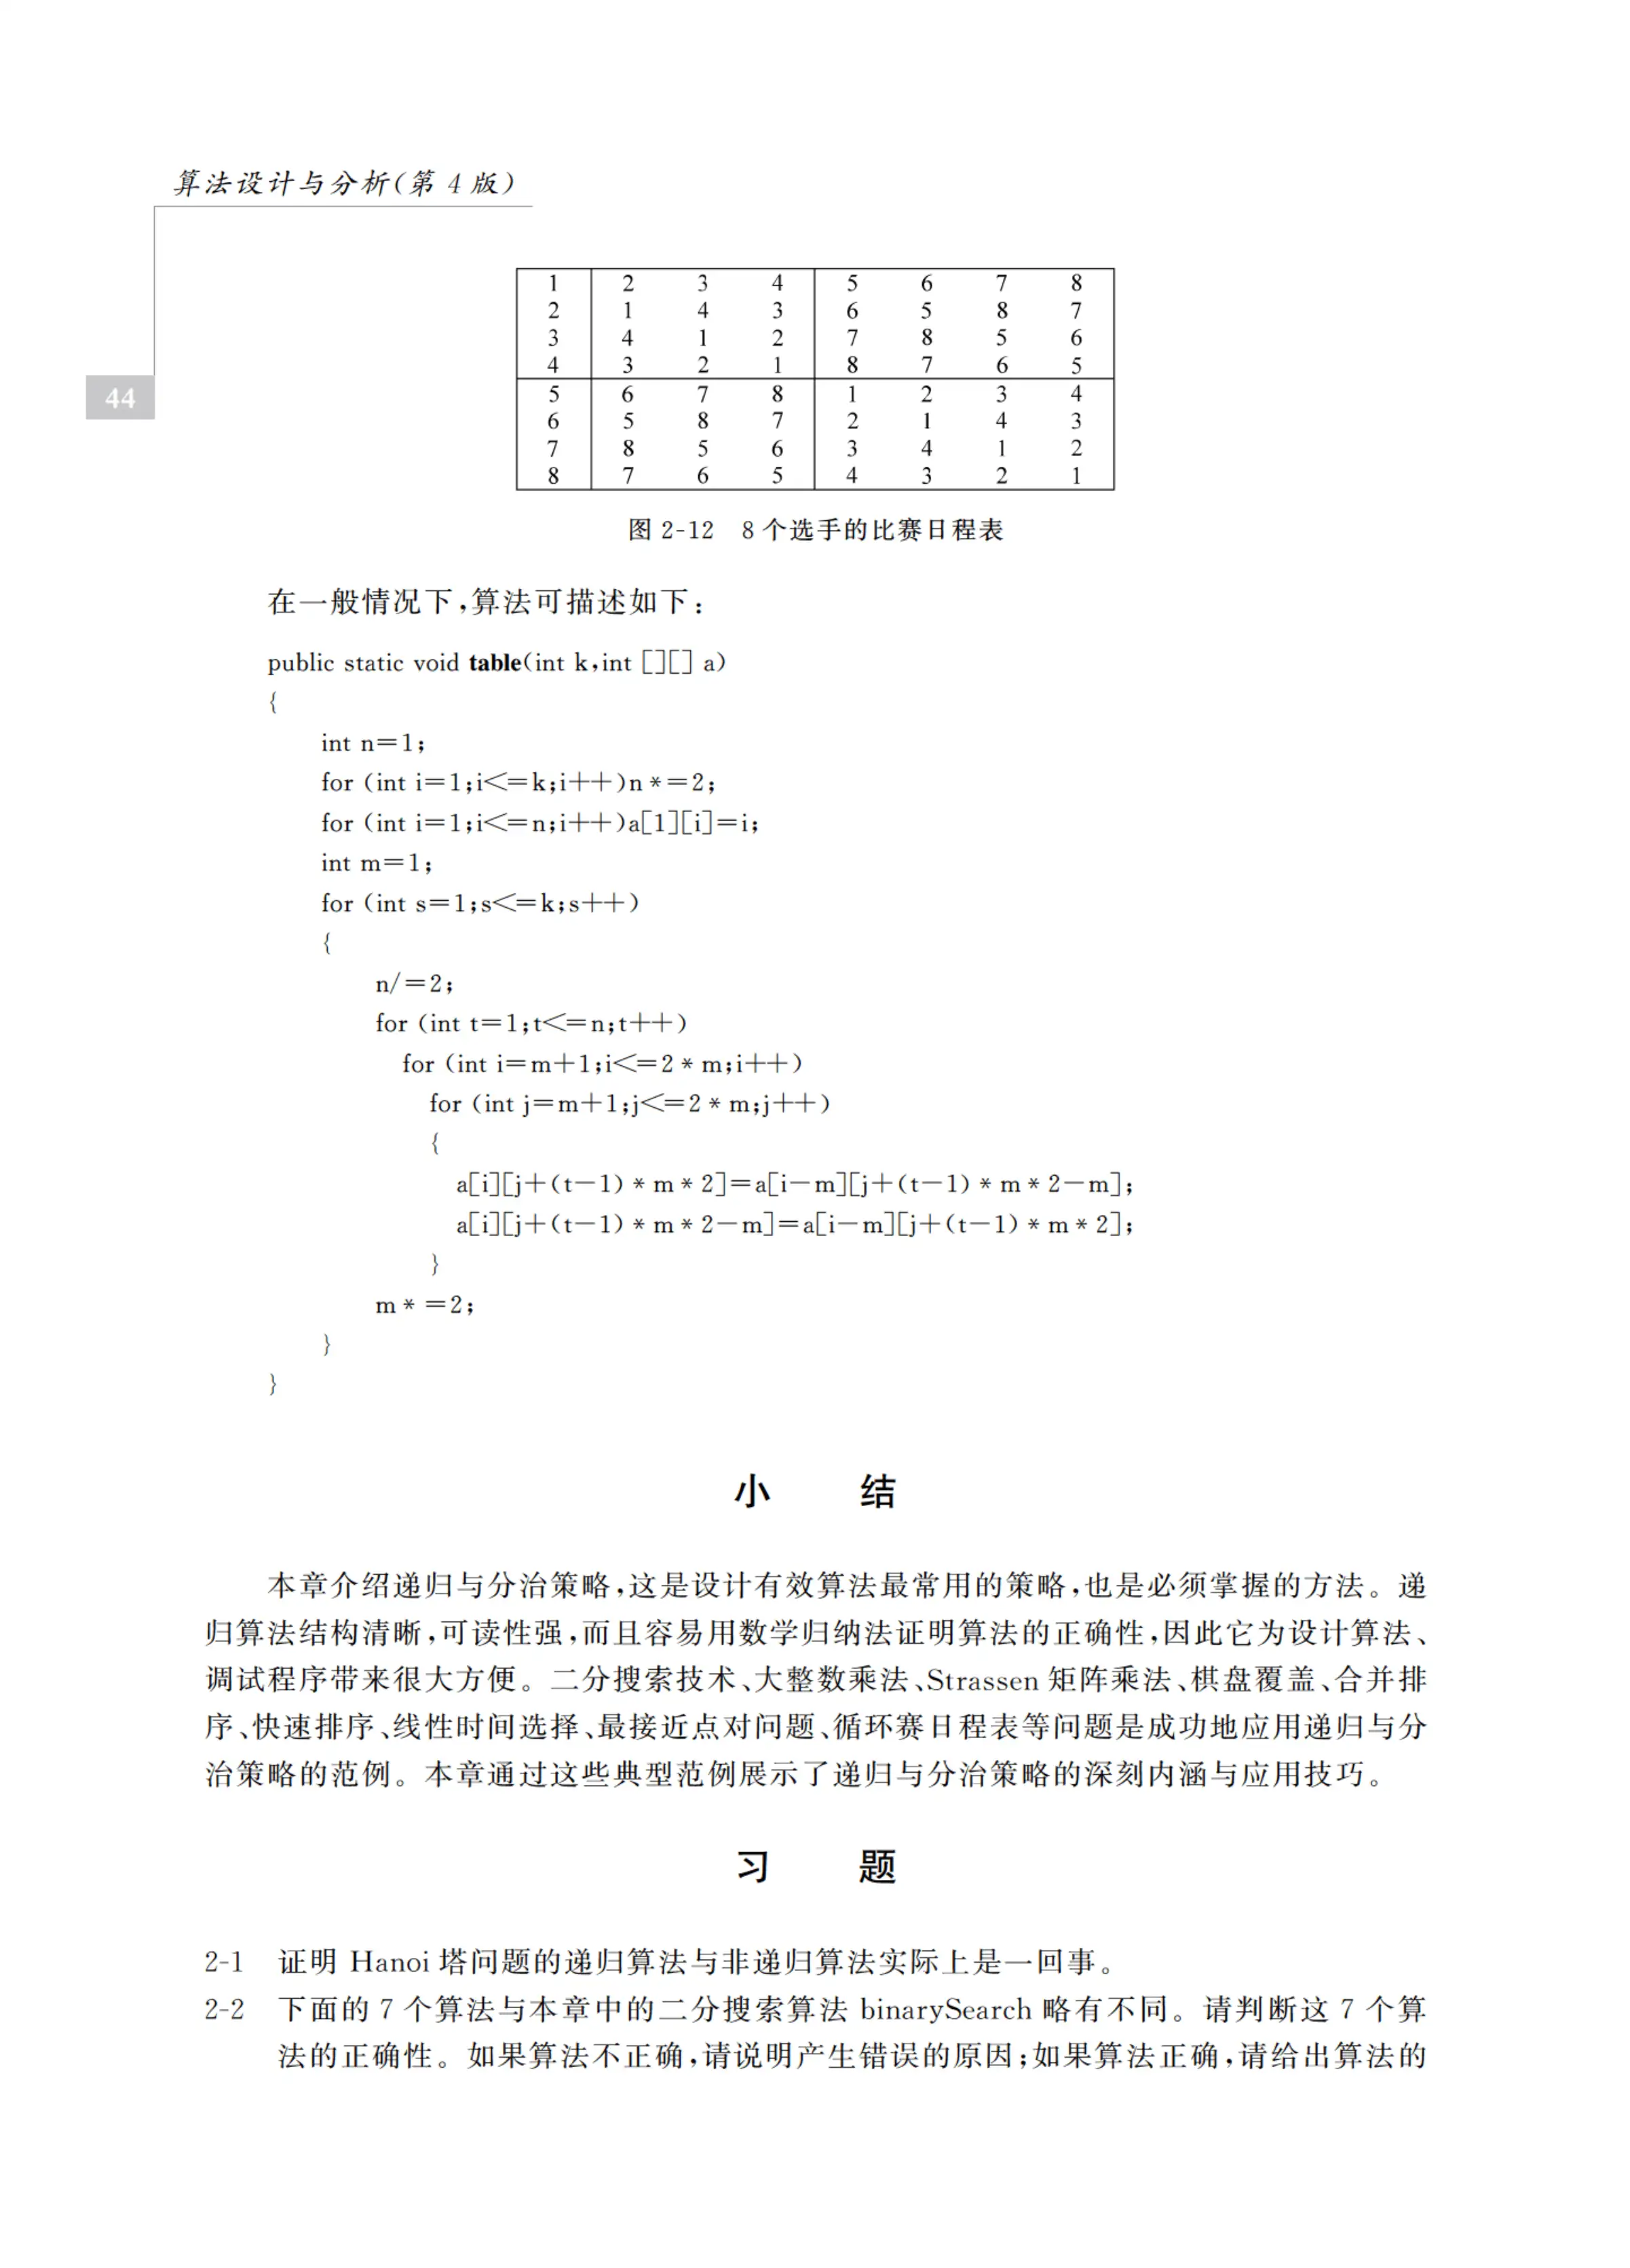 算法设计与分析(第 4 版)
44
1 2 3 4 5 6 7 8
2 1 4 3 6 5 8 7
3 4 1 2 7 8 5 6
4 3 2 1 8 7 6 5
5 6 7 8 1 2 3 4
6 5 8 7 2 1 4 3
7 8 5 6 3 4 1 2
8 7 6 5 4 3 2 1
图 2-12 8 个选手的比赛日程表
在一般情况下,算法可描述如下:
public static void table(int k,int [][] a)
{
int n=1;
for (int i=1;i<=k;i++)n*=2;
for (int i=1;i<=n;i++)a[1][i]=i;
int m=1;
for (int s=1;s<=k;s++)
{
n/=2;
for (int t=1;t<=n;t++)
for (int i=m+1;i<=2*m;i++)
for (int j=m+1;j<=2*m;j++)
{
a[i][j+(t-1)*m*2]=a[i-m][j+(t-1)*m*2-m];
a[i][j+(t-1)*m*2-m]=a[i-m][j+(t-1)*m*2];
}
m*=2;
}
}
小 结
本章介绍递归与分治策略,这是设计有效算法最常用的策略,也是必须掌握的方法。递
归算法结构清晰,可读性强,而且容易用数学归纳法证明算法的正确性,因此它为设计算法、
调试程序带来很大方便。二分搜索技术、大整数乘法、Strassen 矩阵乘法、棋盘覆盖、合并排
序、快速排序、线性时间选择、最接近点对问题、循环赛日程表等问题是成功地应用递归与分
治策略的范例。本章通过这些典型范例展示了递归与分治策略的深刻内涵与应用技巧。
习 题
2-1 证明 Hanoi 塔问题的递归算法与非递归算法实际上是一回事。
2-2 下面的 7 个算法与本章中的二分搜索算法 binarySearch 略有不同。请判断这 7 个算
法的正确性。如果算法不正确,请说明产生错误的原因;如果算法正确,请给出算法的